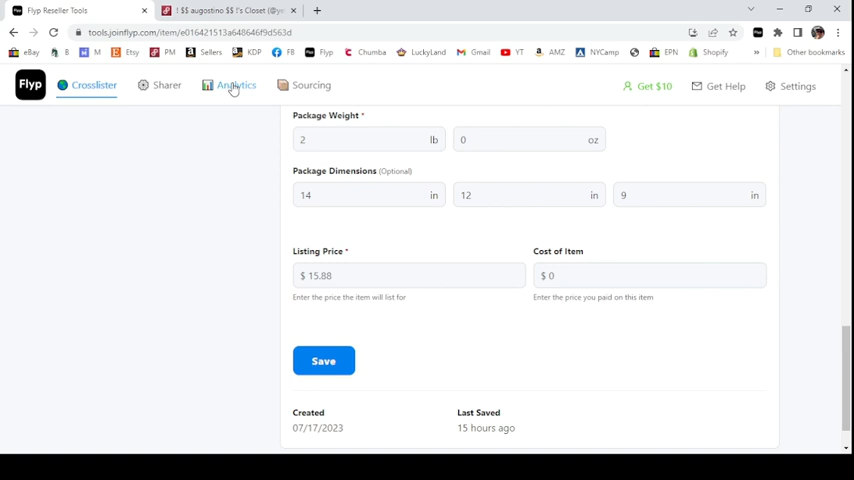 Flyp Reseller Tools
! $$ augostino $$ !'s Closet (@ye
tools.joinflyp.com/item/e016421513a648646f9d563d
eBay
B
M
Etsy
PM
Sellers
KDP
FB
Flyp
Chumba
LuckyLand
Gmail
YT
AMZ
NYCamp
EPN
Shopify
»
Other bookmarks
Flyp
Crosslister
Sharer
Analytics
Sourcing
Get $10
Get Help
Settings
Package Weight *
2 lb
0 oz
Package Dimensions (Optional)
14 in
12 in
9 in
Listing Price *
Cost of Item
$ 15.88
$ 0
Enter the price the item will list for
Enter the price you paid on this item
Save
Created
Last Saved
07/17/2023
15 hours ago